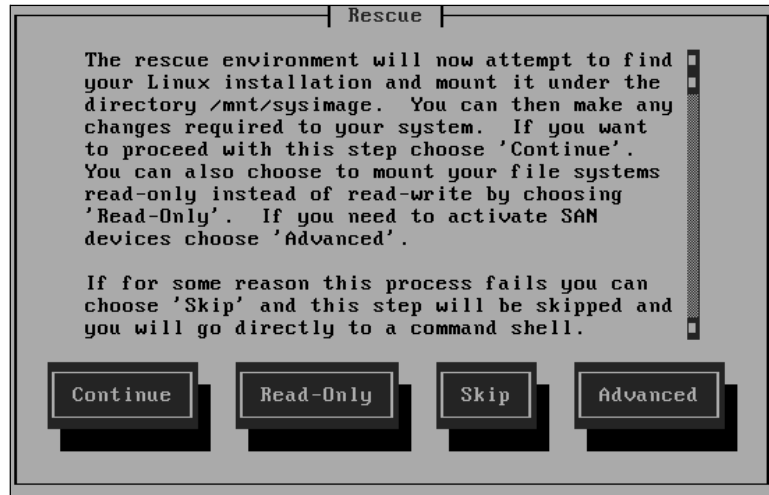 Rescue
The rescue environment will now attempt to find
your Linux installation and mount it under the
directory /mnt/sysimage.  You can then make any
changes required to your system.  If you want
to proceed with this step choose 'Continue'.
You can also choose to mount your file systems
read-only instead of read-write by choosing
'Read-Only'.  If you need to activate SAN
devices choose 'Advanced'.
If for some reason this process fails you can
choose 'Skip' and this step will be skipped and
you will go directly to a command shell.
Continue Read-Only Skip Advanced